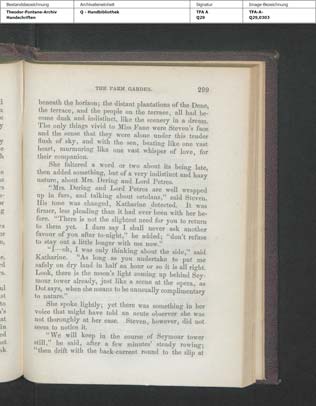 Bestandsbezeichnung
Archivaleinheit
Signatur
Image-Bezeichnung
Theodor-Fontane-Archiv
Handschriften
Q - Handbibliothek
TFA A
Q29
TFA-A-
Q29,0303
THE FARM GARDEN. 299
beneath the horizon; the distant plantations of the Dene,
the terrace, and the people on the terrace, all had be-
come dusk and indistinct, like the scenery in a dream.
The only things vivid to Miss Fane were Steven's face
and the sense that they were alone under this tender
flush of sky, and with the sea, beating like one vast
heart, murmuring like one vast whisper of love, for
their companion.
She faltered a word or two about its being late,
then added something, but of a very indistinct and hazy
nature, about Mrs. Dering and Lord Petres.
"Mrs. Dering and Lord Petres are well wrapped
up in furs, and talking about ortolans," said Steven.
His tone was changed, Katharine detected. It was
firmer, less pleading than it had ever been with her be-
fore. "There is not the slightest need for you to return
to them yet. I dare say I shall never ask another
favour of you after to-night," he added; "don't refuse
to stay out a little longer with me now."
"I—oh, I was only thinking about the side," said
Katharine. "As long as you undertake to put me
safely on dry land in half an hour or so it is all right.
Look, there is the moon's light coming up behind Sey-
mour tower already, just like a scene at the opera, as
Dot says, when she means to be unusually complimentary
to nature."
She spoke lightly; yet there was something in her
voice that might have told an acute observer she was
not thoroughly at her ease. Steven, however, did not
seem to notice it.
"We will keep in the course of Seymour tower
still," he said, after a few minutes' steady rowing;
"then drift with the back-current round to the slip at